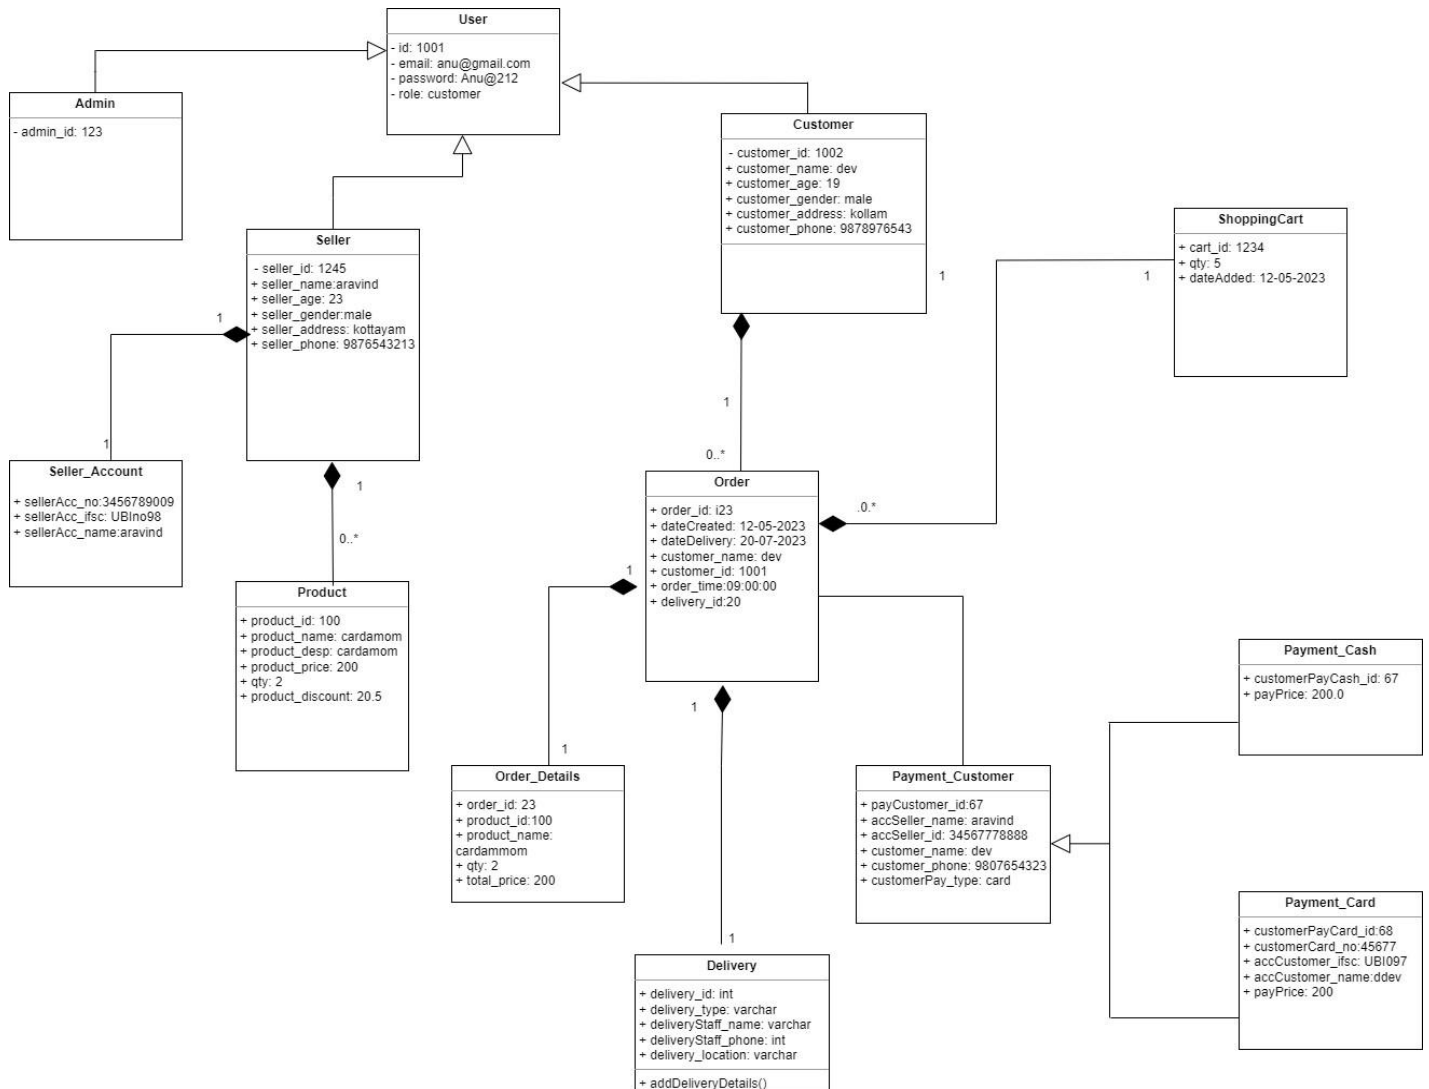 User
- id: 1001
- email: anu@gmail.com
- password: Anu@212
- role: customer
Admin
- admin_id: 123
Customer
- customer_id: 1002
+ customer_name: dev
+ customer_age: 19
+ customer_gender: male
+ customer_address: kollam
+ customer_phone: 9878976543
ShoppingCart
+ cart_id: 1234
+ qty: 5
+ dateAdded: 12-05-2023
1
1
Seller
- seller_id: 1245
+ seller_name:aravind
+ seller_age: 23
+ seller_gender:male
+ seller_address: kottayam
+ seller_phone: 9876543213
1
1
Seller_Account
+ sellerAcc_no:3456789009
+ sellerAcc_ifsc: UBIno98
+ sellerAcc_name:aravind
1
0..*
1
0..*
Order
+ order_id: i23
+ dateCreated: 12-05-2023
+ dateDelivery: 20-07-2023
+ customer_name: dev
+ customer_id: 1001
+ order_time:09:00:00
+ delivery_id:20
.0.*
1
Product
+ product_id: 100
+ product_name: cardamom
+ product_desp: cardamom
+ product_price: 200
+ qty: 2
+ product_discount: 20.5
1
1
Order_Details
+ order_id: 23
+ product_id:100
+ product_name:
cardammom
+ qty: 2
+ total_price: 200
Payment_Customer
+ payCustomer_id:67
+ accSeller_name: aravind
+ accSeller_id: 34567778888
+ customer_name: dev
+ customer_phone: 9807654323
+ customerPay_type: card
Payment_Cash
+ customerPayCash_id: 67
+ payPrice: 200.0
Payment_Card
+ customerPayCard_id:68
+ customerCard_no:45677
+ accCustomer_ifsc: UBI097
+ accCustomer_name:ddev
+ payPrice: 200
1
Delivery
+ delivery_id: int
+ delivery_type: varchar
+ deliveryStaff_name: varchar
+ deliveryStaff_phone: int
+ delivery_location: varchar
+ addDeliveryDetails()